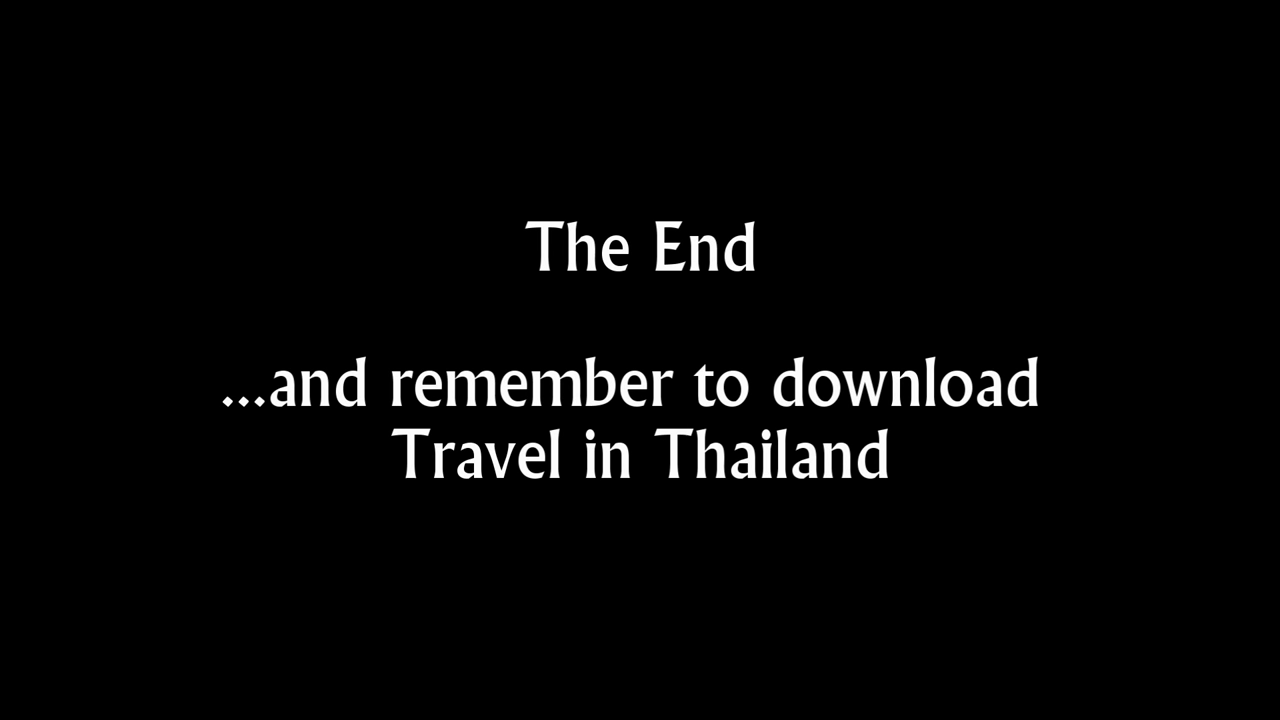 The End
...and remember to download
Travel in Thailand